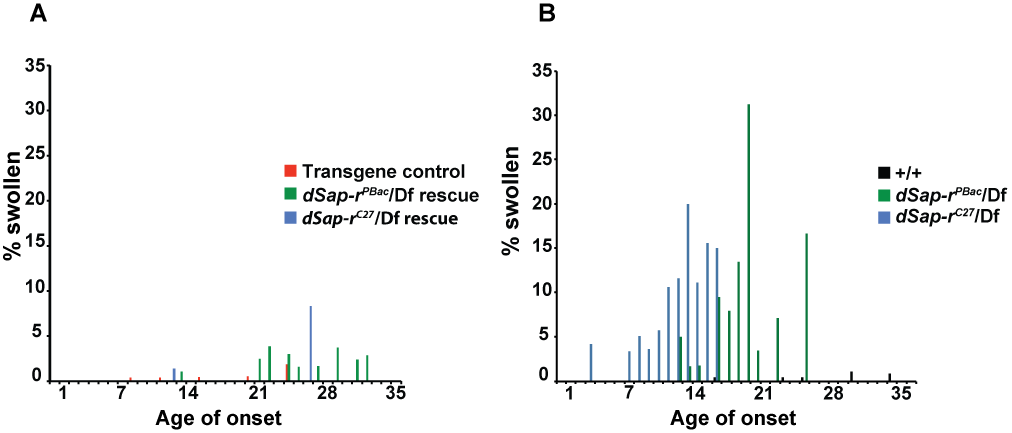 A
35
30
25
20
15
10
5
0
% swollen
Transgene control
dSap-rPBac/Df rescue
dSap-rC27/Df rescue
1 7 14 21 28 35
Age of onset
B
35
30
25
20
15
10
5
0
% swollen
+/+
dSap-rPBac/Df
dSap-rC27/Df
1 7 14 21 28 35
Age of onset